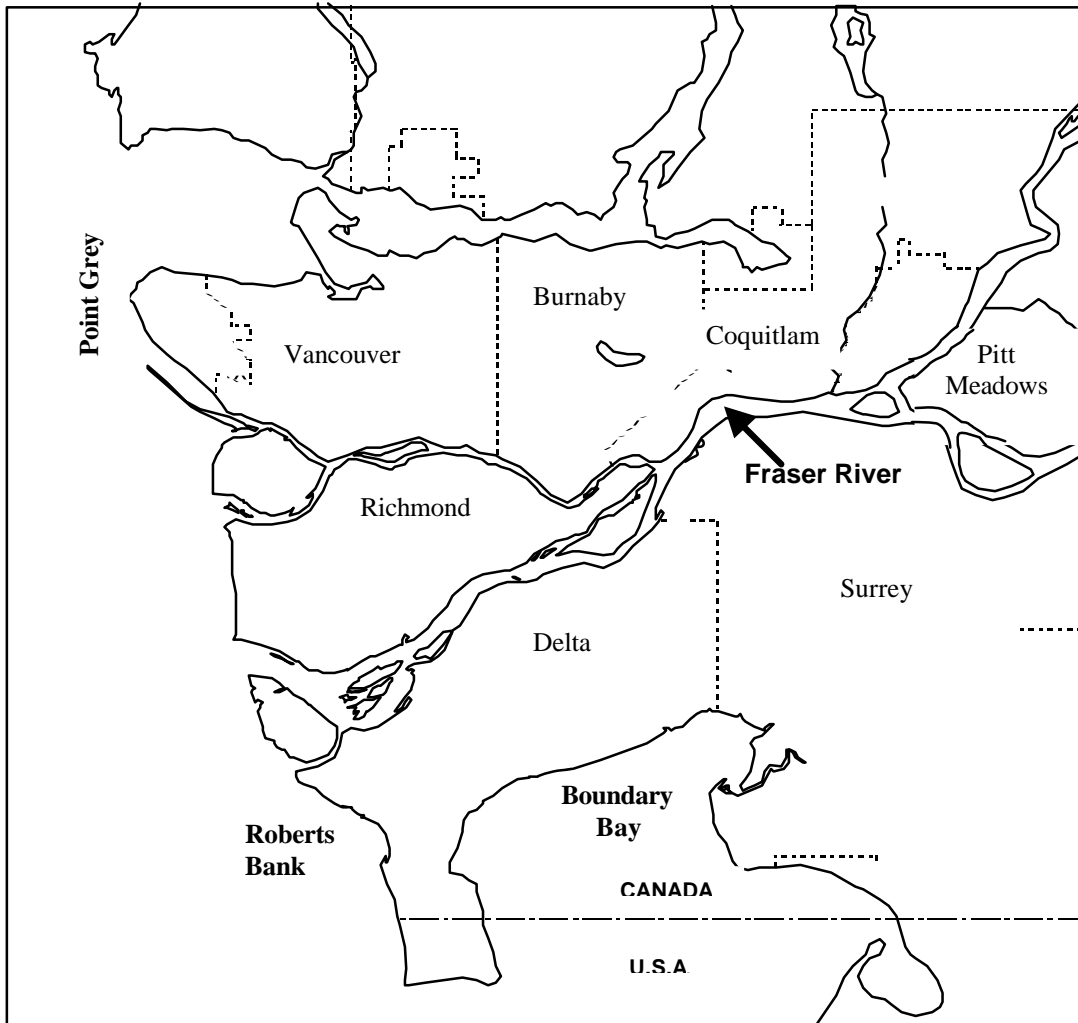 Point Grey
Burnaby
Vancouver
Coquitlam
Pitt
Meadows
Fraser River
Richmond
Surrey
Delta
Boundary
Bay
Roberts
Bank
CANADA
U.S.A.